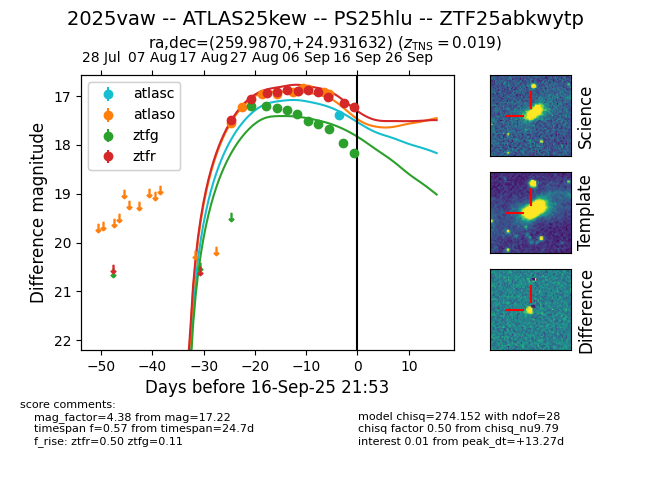 2025vaw -- ATLAS25kew -- PS25hlu -- ZTF25abkwytp
ra,dec=(259.9870,+24.931632) (z_TNS = 0.019)
28 Jul 07 Aug 17 Aug 27 Aug 06 Sep 16 Sep 26 Sep
atlasc
atlaso
ztfg
ztfr
17
18
19
20
21
22
Difference magnitude
−50 −40 −30 −20 −10 0 10
Days before 16-Sep-25 21:53
Science
Template
Difference
score comments:
mag_factor=4.38 from mag=17.22
timespan f=0.57 from timespan=24.7d
f_rise: ztfr=0.50 ztfg=0.11
model chisq=274.152 with ndof=28
chisq factor 0.50 from chisq_nu9.79
interest 0.01 from peak_dt=+13.27d